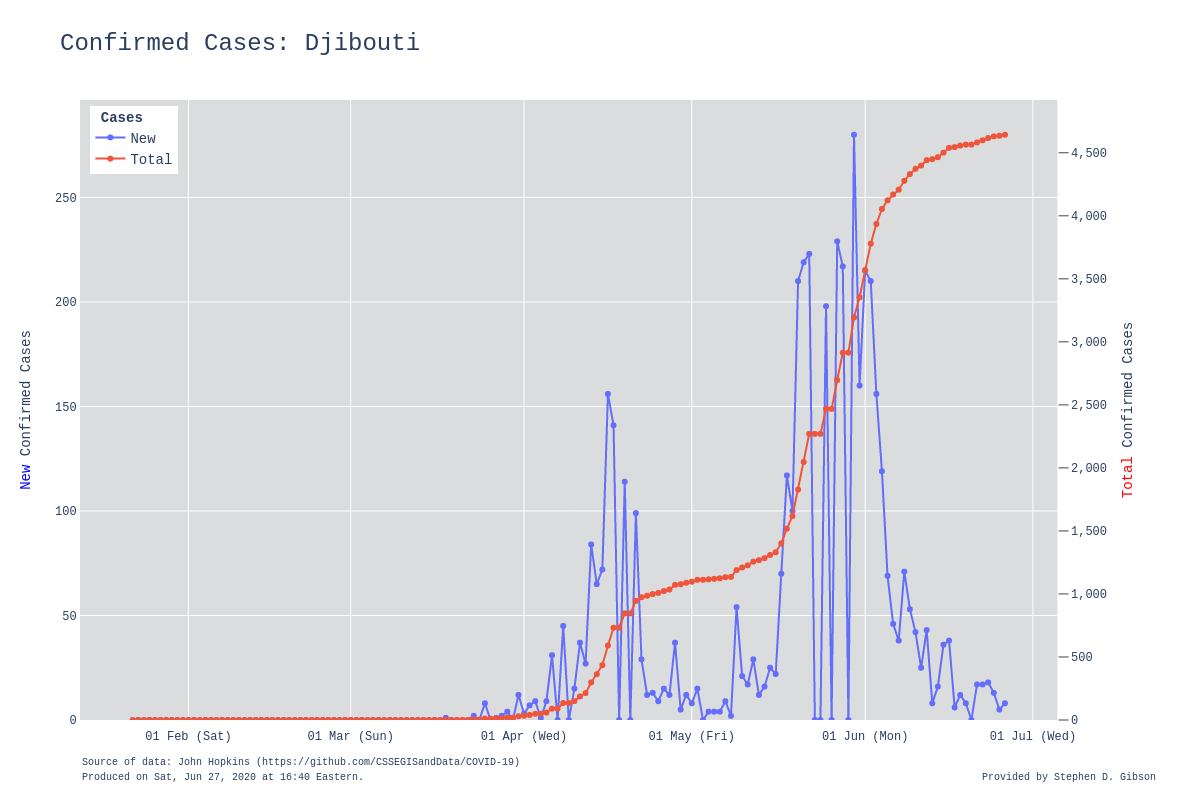 Confirmed Cases: Djibouti
Cases
New
Total
250
200
150
100
50
0
4,500
4,000
3,500
3,000
2,500
2,000
1,500
1,000
500
0
New Confirmed Cases
Total Confirmed Cases
01 Feb (Sat)
01 Mar (Sun)
01 Apr (Wed)
01 May (Fri)
01 Jun (Mon)
01 Jul (Wed)
Source of data: John Hopkins (https://github.com/CSSEGISandData/COVID-19)
Produced on Sat, Jun 27, 2020 at 16:40 Eastern.
Provided by Stephen D. Gibson